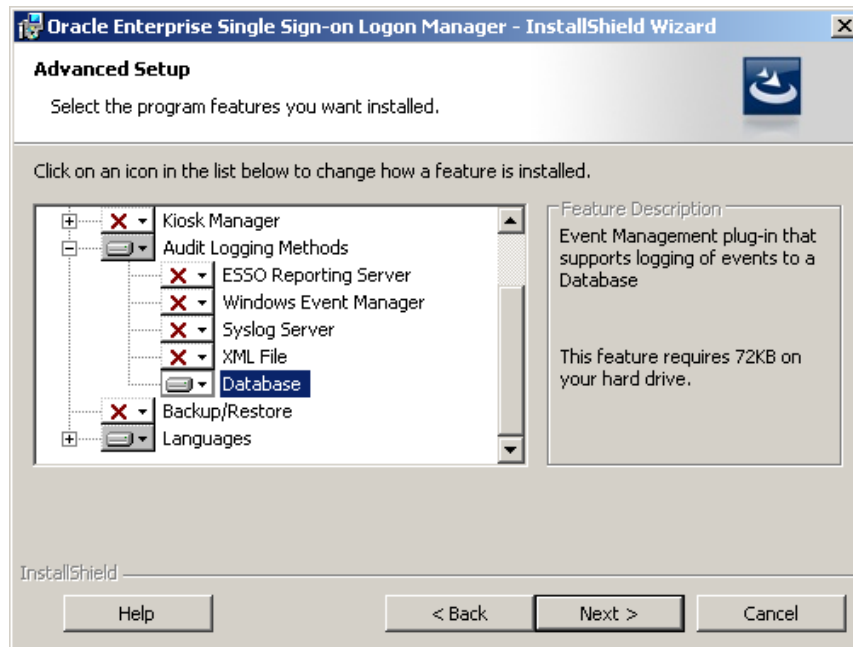 Oracle Enterprise Single Sign-on Logon Manager - InstallShield Wizard
Advanced Setup
Select the program features you want installed.
Click on an icon in the list below to change how a feature is installed.
Kiosk Manager
Audit Logging Methods
ESSO Reporting Server
Windows Event Manager
Syslog Server
XML File
Database
Backup/Restore
Languages
Feature Description
Event Management plug-in that
supports logging of events to a
Database
This feature requires 72KB on
your hard drive.
InstallShield
Help
< Back
Next >
Cancel